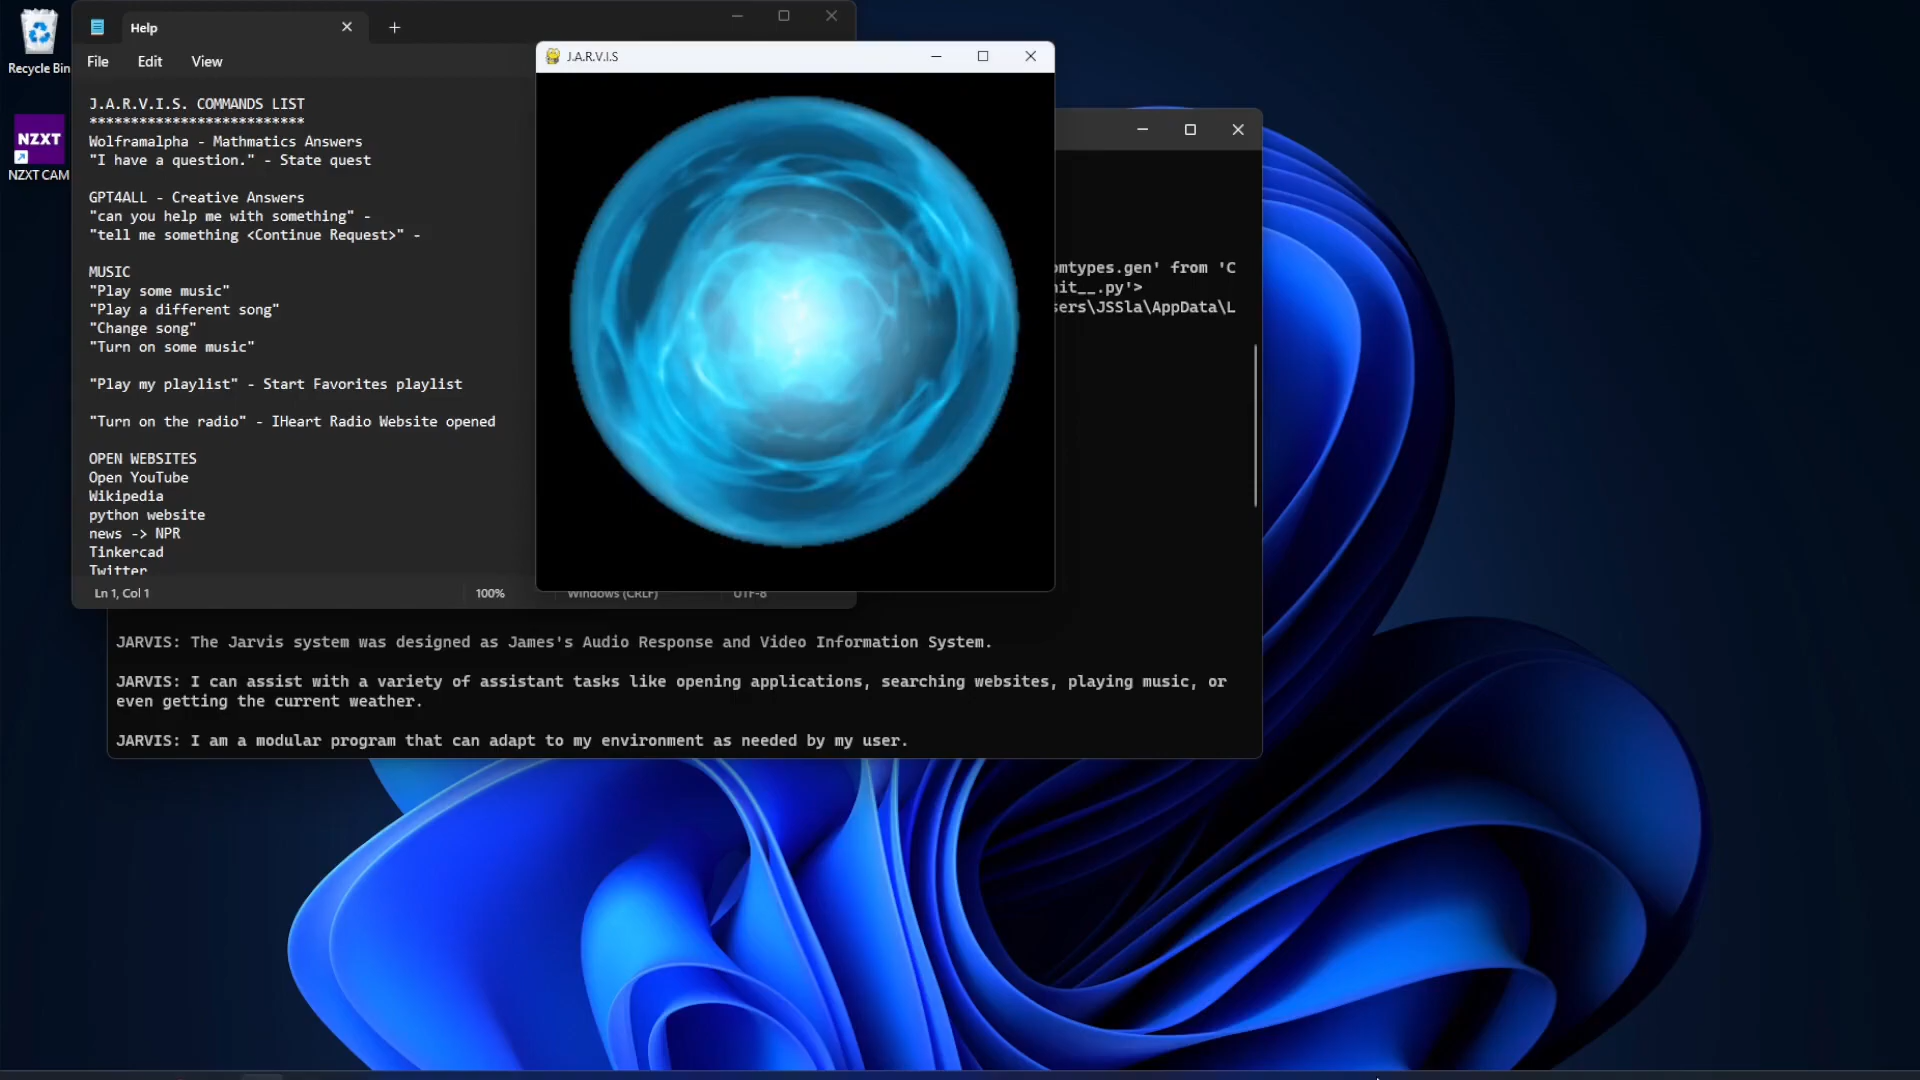 Recycle Bin
NZXT
NZXT CAM
Help
File Edit View
J.A.R.V.I.S. COMMANDS LIST
**************************
Wolframalpha - Mathmatics Answers
"I have a question." - State quest
GPT4ALL - Creative Answers
"can you help me with something" -
"tell me something <Continue Request>" -
MUSIC
"Play some music"
"Play a different song"
"Change song"
"Turn on some music"
"Play my playlist" - Start Favorites playlist
"Turn on the radio" - IHeart Radio Website opened
OPEN WEBSITES
Open YouTube
Wikipedia
python website
news -> NPR
Tinkercad
Twitter
Ln 1, Col 1 100% Windows (CRLF) UTF-8
J.A.R.V.I.S
mtypes.gen' from 'C
nit__.py'>
sers\JSSla\AppData\L
JARVIS: The Jarvis system was designed as James's Audio Response and Video Information System.
JARVIS: I can assist with a variety of assistant tasks like opening applications, searching websites, playing music, or
even getting the current weather.
JARVIS: I am a modular program that can adapt to my environment as needed by my user.